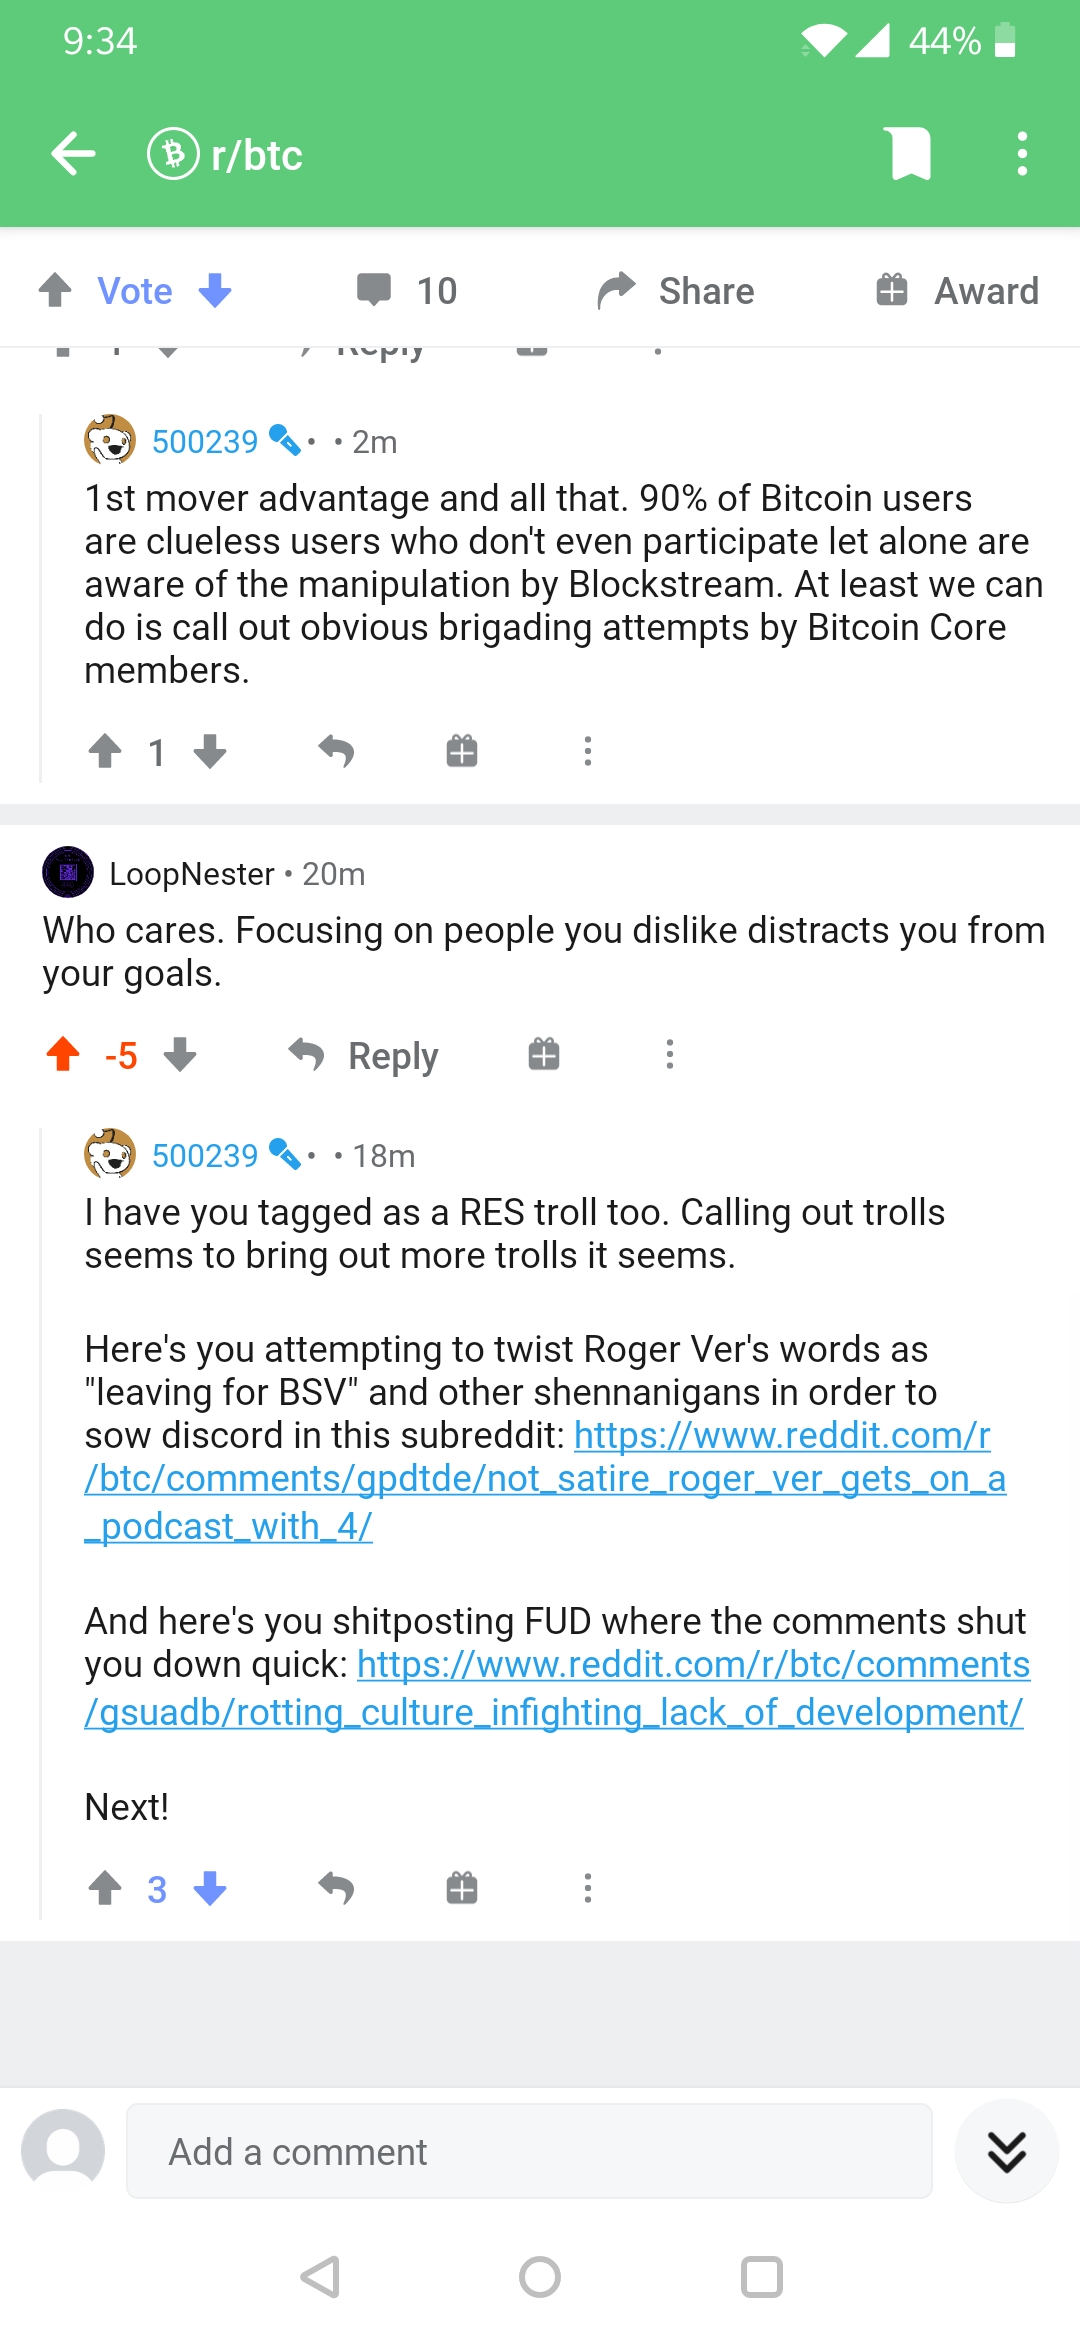 9:34
44%
r/btc
Vote
10
Share
Award
1
Reply
500239 • • 2m
1st mover advantage and all that. 90% of Bitcoin users
are clueless users who don't even participate let alone are
aware of the manipulation by Blockstream. At least we can
do is call out obvious brigading attempts by Bitcoin Core
members.
1
LoopNester • 20m
Who cares. Focusing on people you dislike distracts you from
your goals.
-5
Reply
500239 • • 18m
I have you tagged as a RES troll too. Calling out trolls
seems to bring out more trolls it seems.
Here's you attempting to twist Roger Ver's words as
"leaving for BSV" and other shennanigans in order to
sow discord in this subreddit: https://www.reddit.com/r
/btc/comments/gpdtde/not_satire_roger_ver_gets_on_a
_podcast_with_4/
And here's you shitposting FUD where the comments shut
you down quick: https://www.reddit.com/r/btc/comments
/gsuadb/rotting_culture_infighting_lack_of_development/
Next!
3
Add a comment